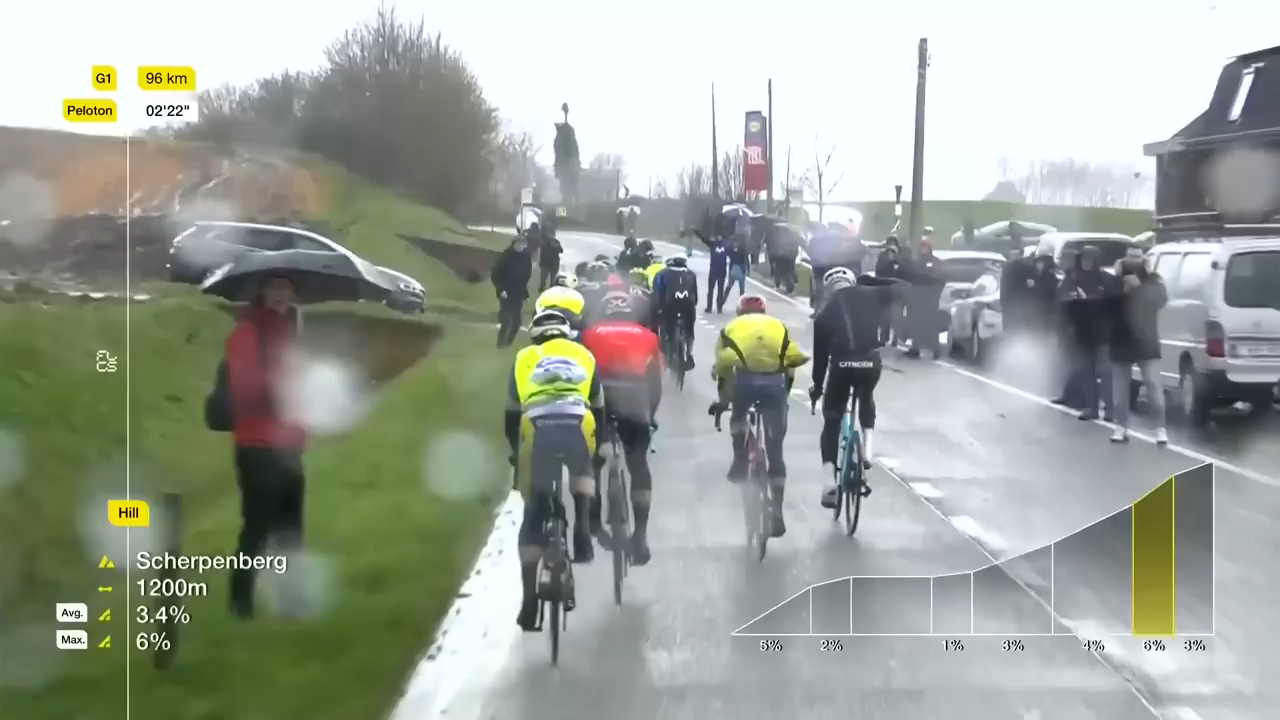 G1 96 km
Peloton 02'22"
Hill
Scherpenberg
1200m
Avg. 3.4%
Max. 6%
5% 2% 1% 3% 4% 6% 3%
CITROËN